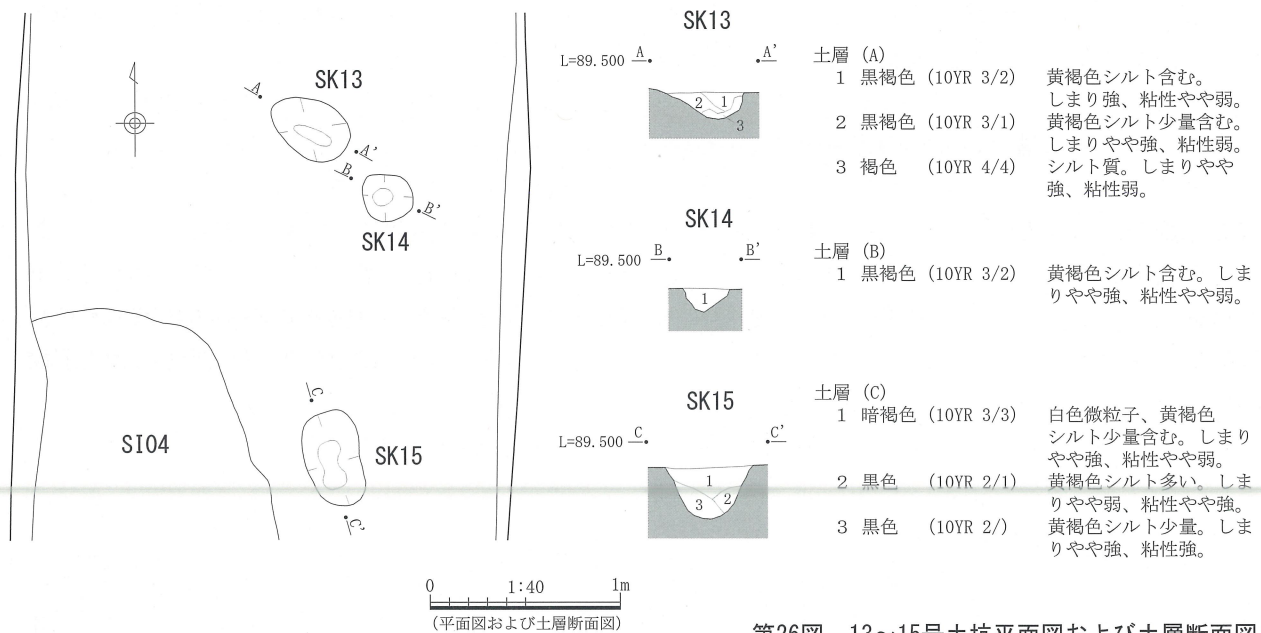 SK13
A
A'
B
B'
SK14
SI04
C
SK15
C'
0 1:40 1m
(平面図および土層断面図)
SK13
L=89.500 A A'
2 1
3
SK14
L=89.500 B B'
1
SK15
L=89.500 C C'
1
3 2
土層 (A)
1 黒褐色 (10YR 3/2) 黄褐色シルト含む。
しまり強、粘性やや弱。
2 黒褐色 (10YR 3/1) 黄褐色シルト少量含む。
しまりやや強、粘性弱。
3 褐色 (10YR 4/4) シルト質。しまりやや
強、粘性弱。
土層 (B)
1 黒褐色 (10YR 3/2) 黄褐色シルト含む。しま
りやや強、粘性やや弱。
土層 (C)
1 暗褐色 (10YR 3/3) 白色微粒子、黄褐色
シルト少量含む。しまり
やや強、粘性やや弱。
2 黒色 (10YR 2/1) 黄褐色シルト多い。しま
りやや弱、粘性やや強。
3 黒色 (10YR 2/) 黄褐色シルト少量。しま
りやや強、粘性強。
第26図 13~15号土坑平面図および土層断面図